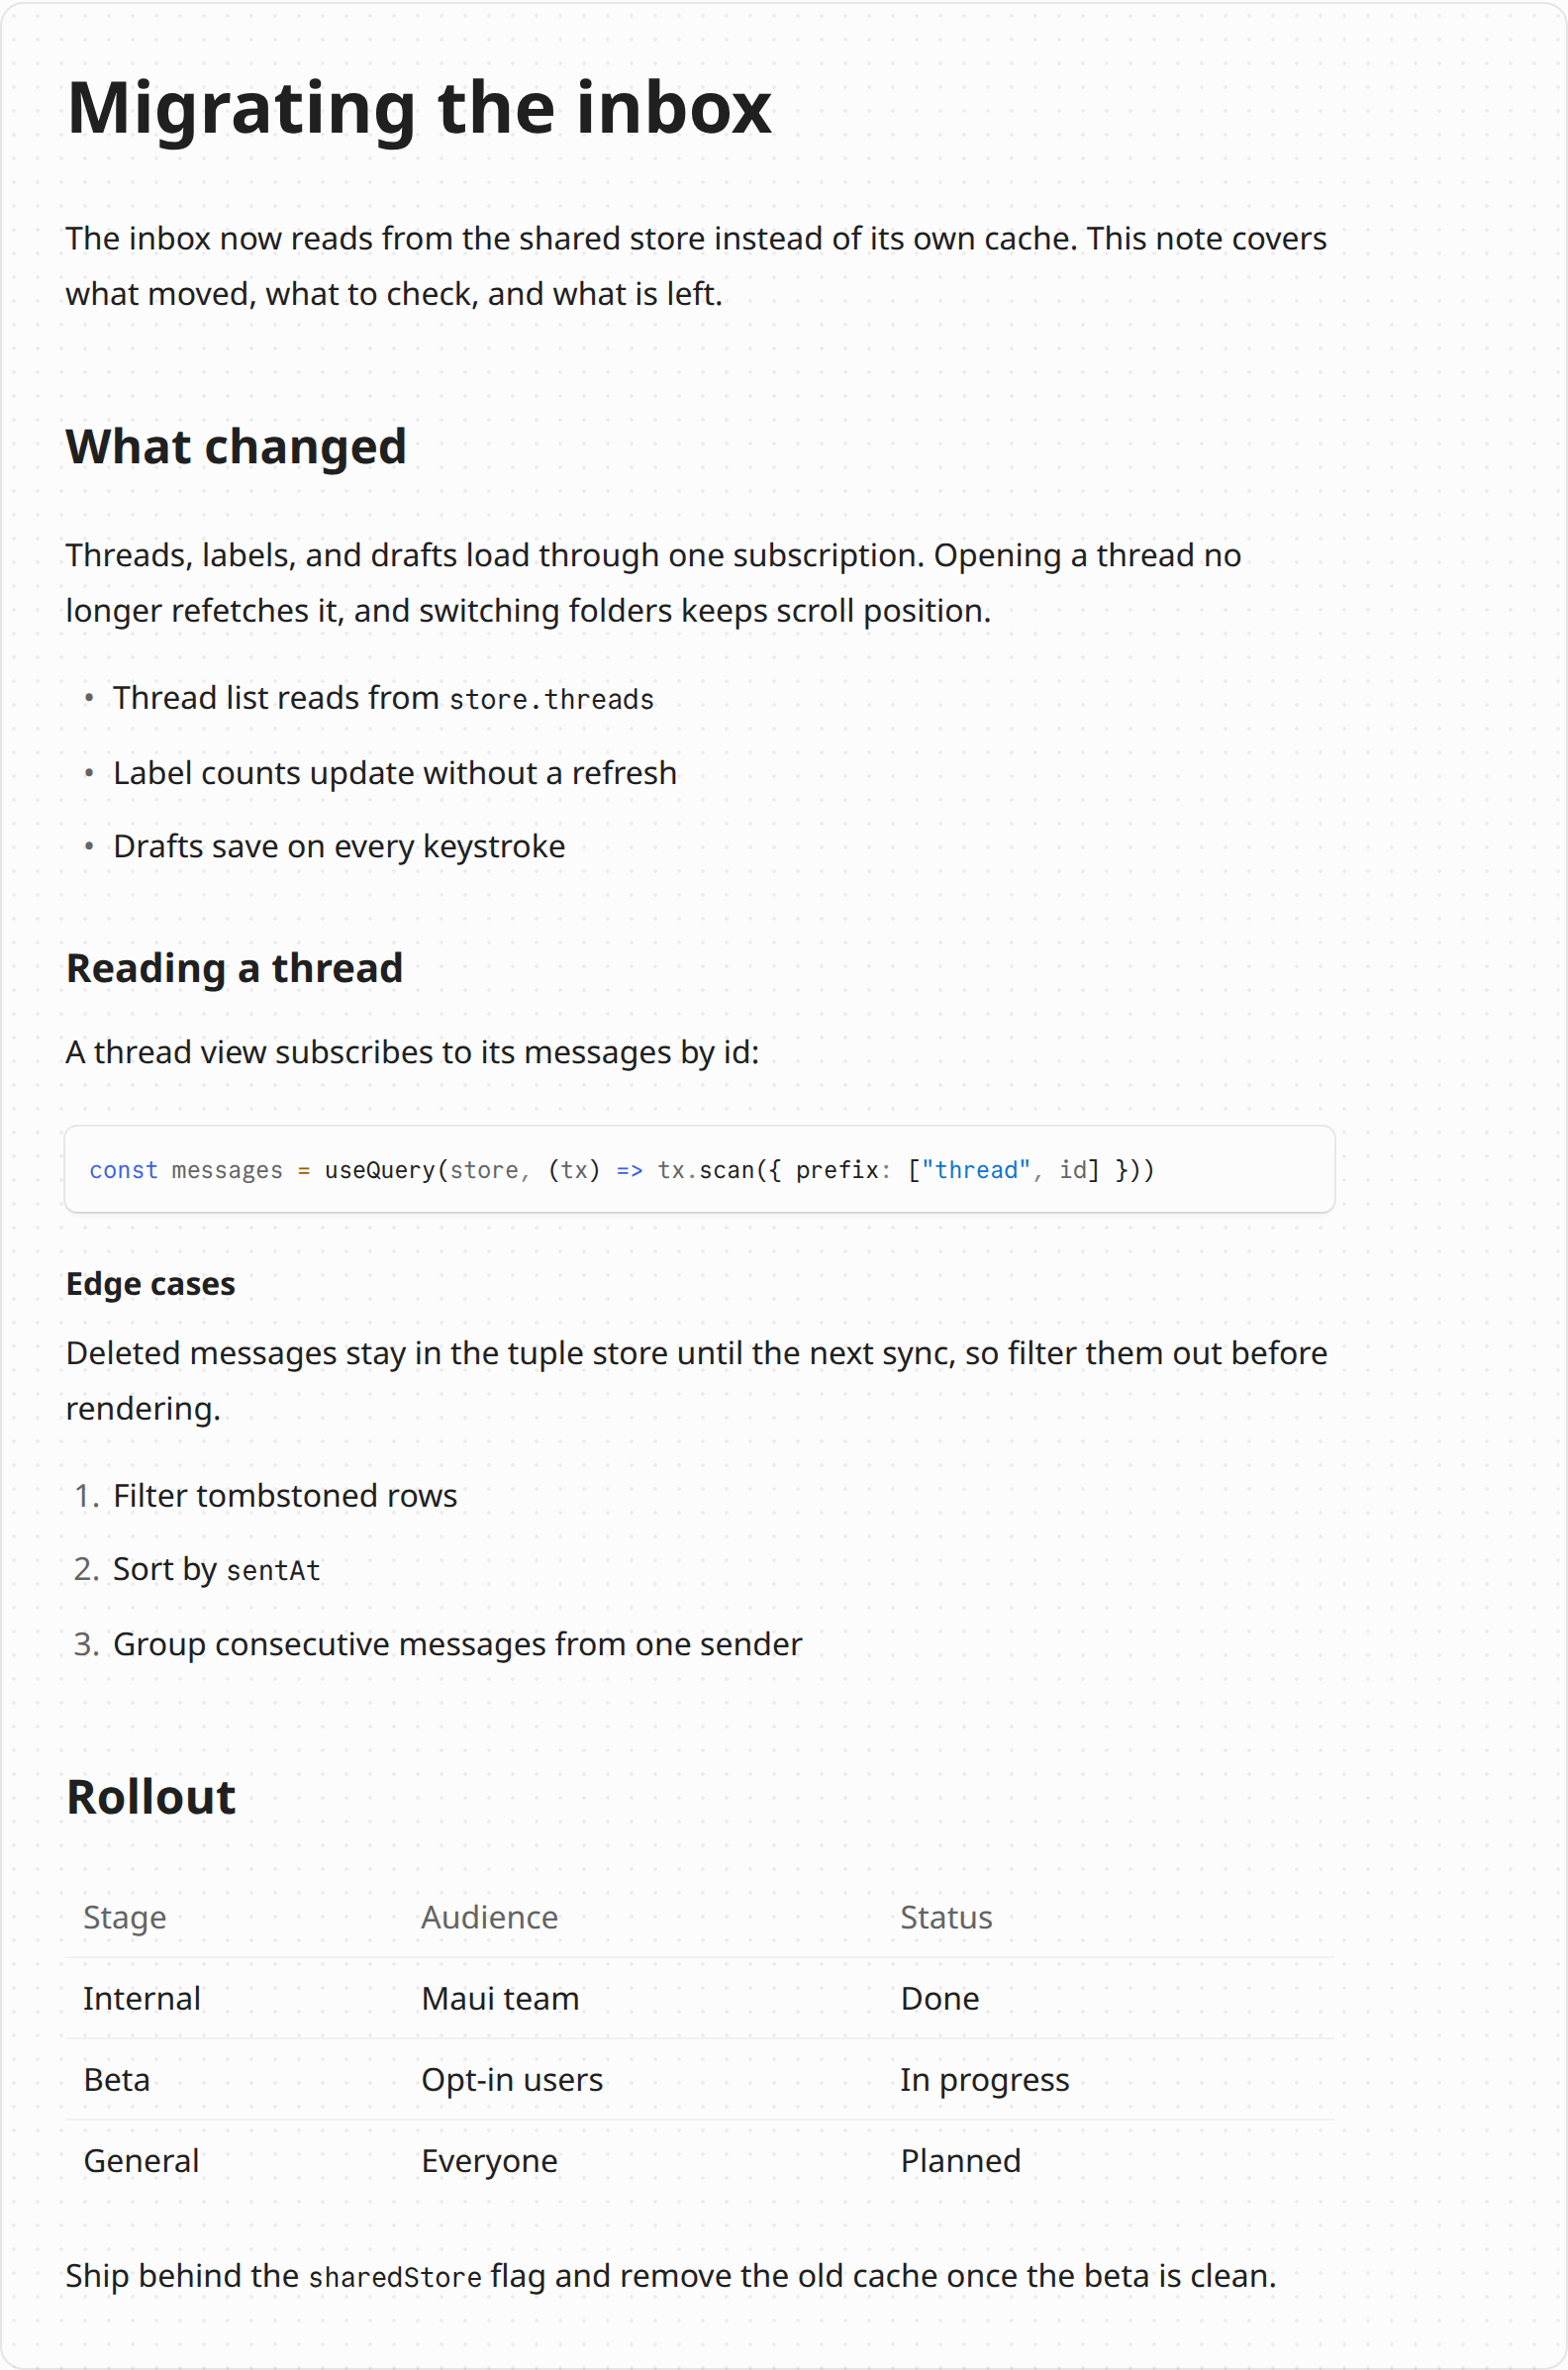 Migrating the inbox
The inbox now reads from the shared store instead of its own cache. This note covers
what moved, what to check, and what is left.
What changed
Threads, labels, and drafts load through one subscription. Opening a thread no
longer refetches it, and switching folders keeps scroll position.
• Thread list reads from store.threads
• Label counts update without a refresh
• Drafts save on every keystroke
Reading a thread
A thread view subscribes to its messages by id:
const messages = useQuery(store, (tx) => tx.scan({ prefix: ["thread", id] }))
Edge cases
Deleted messages stay in the tuple store until the next sync, so filter them out before
rendering.
1. Filter tombstoned rows
2. Sort by sentAt
3. Group consecutive messages from one sender
Rollout
Stage Audience Status
Internal Maui team Done
Beta Opt-in users In progress
General Everyone Planned
Ship behind the sharedStore flag and remove the old cache once the beta is clean.